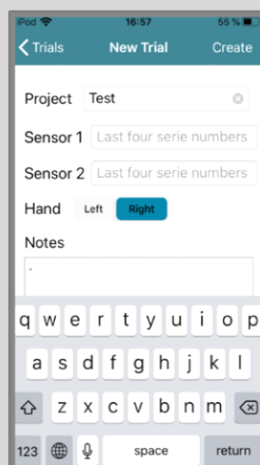 iPod 16:57 55 %
Trials New Trial Create
Project Test
Sensor 1 Last four serie numbers
Sensor 2 Last four serie numbers
Hand Left Right
Notes
.
q w e r t y u i o p
a s d f g h j k l
z x c v b n m
123 space return